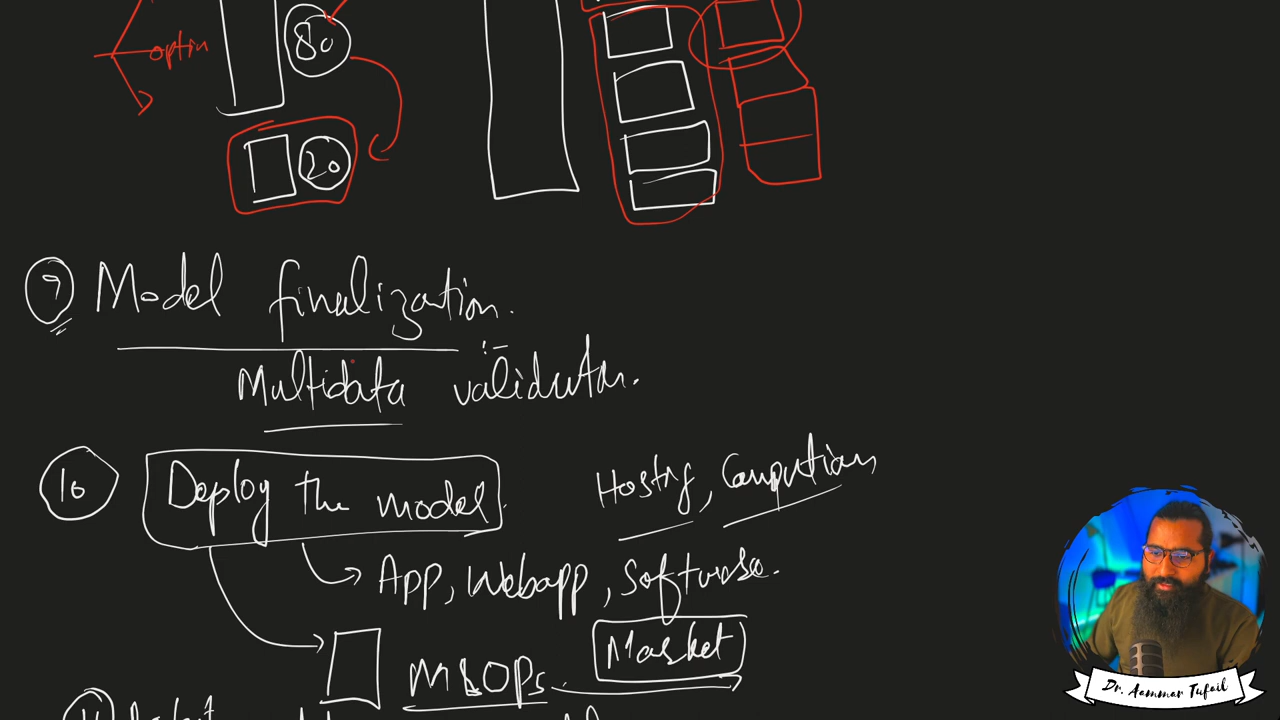 80
20
9 Model finalization.
Multidata validation.
10 Deploy the model.
Hosting, Computation
App, Webapp, Software.
Market
MLOPs.
11
Dr. Aammar Tufail